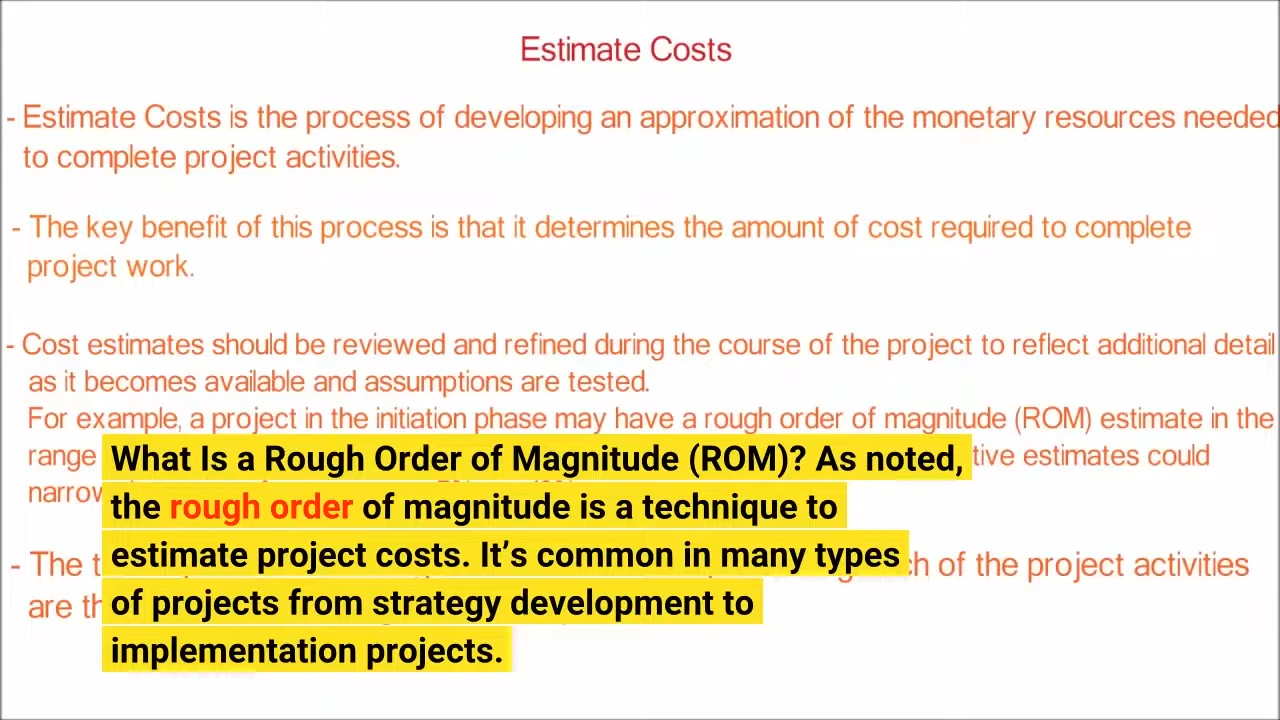 Estimate Costs
- Estimate Costs is the process of developing an approximation of the monetary resources needed
to complete project activities.
- The key benefit of this process is that it determines the amount of cost required to complete
project work.
- Cost estimates should be reviewed and refined during the course of the project to reflect additional detail
as it becomes available and assumptions are tested.
For example, a project in the initiation phase may have a rough order of magnitude (ROM) estimate in the
range tive estimates could
narrow
- The of the project activities
are
What Is a Rough Order of Magnitude (ROM)? As noted,
the rough order of magnitude is a technique to
estimate project costs. It’s common in many types
of projects from strategy development to
implementation projects.